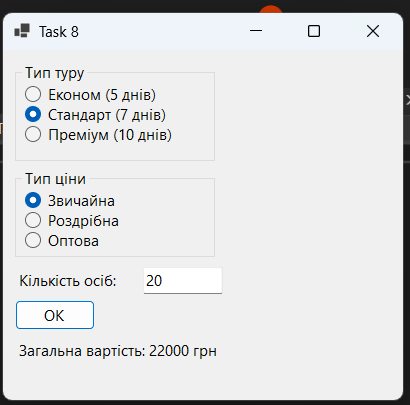 Task 8
Тип туру
Економ (5 днів)
Стандарт (7 днів)
Преміум (10 днів)
Тип ціни
Звичайна
Роздрібна
Оптова
Кількість осіб: 20
OK
Загальна вартість: 22000 грн